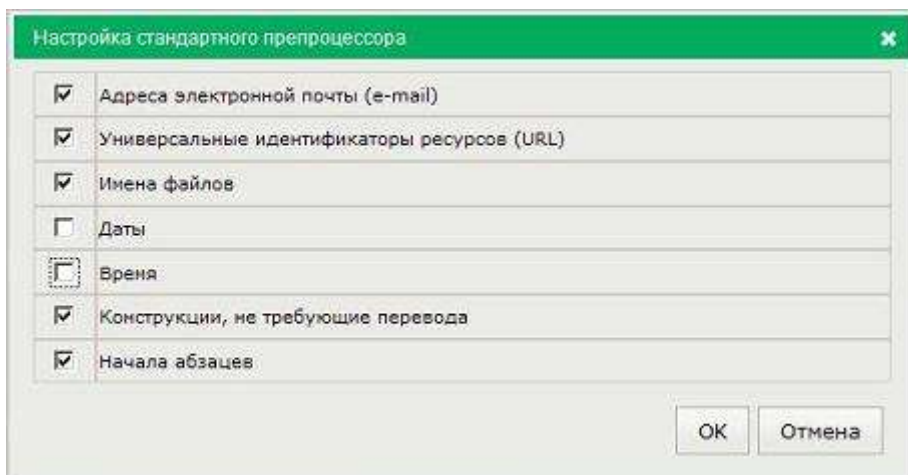 Настройка стандартного препроцессора
Адреса электронной почты (e-mail)
Универсальные идентификаторы ресурсов (URL)
Имена файлов
Даты
Время
Конструкции, не требующие перевода
Начала абзацев
OK Отмена